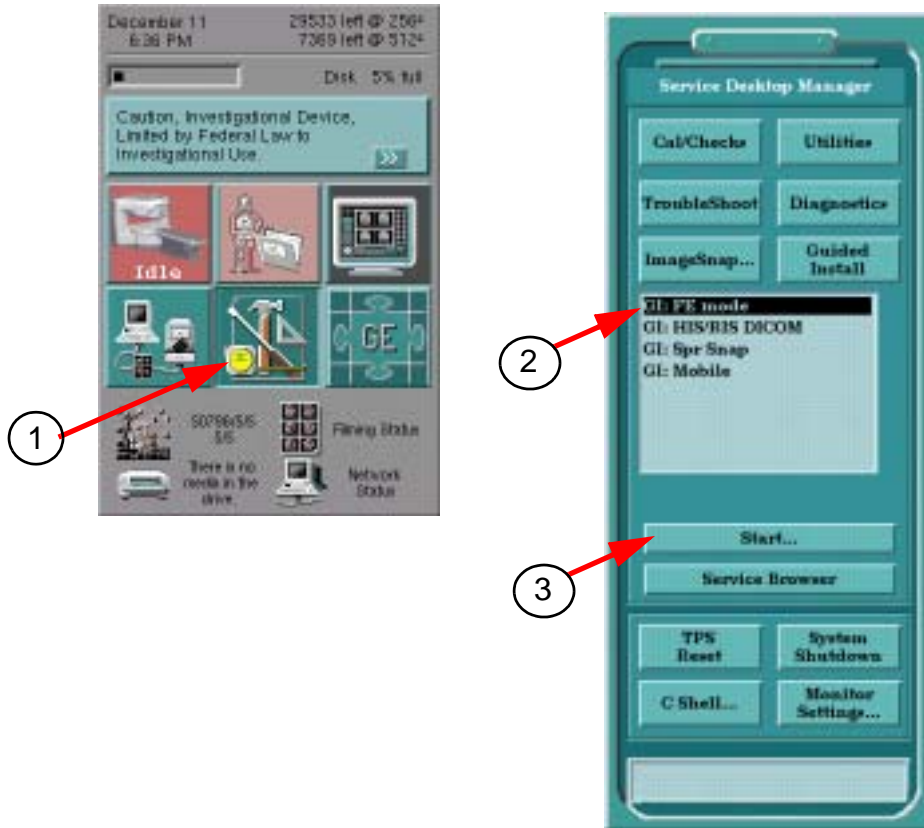 December 11
6:36 PM
29533 left @ 256²
7369 left @ 512²
Disk 5% full
Caution, Investigational Device,
Limited by Federal Law to
Investigational Use.
>>
Idle
GE
1
S0798/S/S
S/S
Filming Status
There is no
media in the
drive.
Network
Status
Service Desktop Manager
Cal/Checks
Utilities
TroubleShoot
Diagnostics
ImageSnap...
Guided
Install
GI: FE mode
GI: HIS/RIS DICOM
GI: Spr Snap
GI: Mobile
2
Start...
3
Service Browser
TPS
Reset
System
Shutdown
C Shell...
Monitor
Settings...